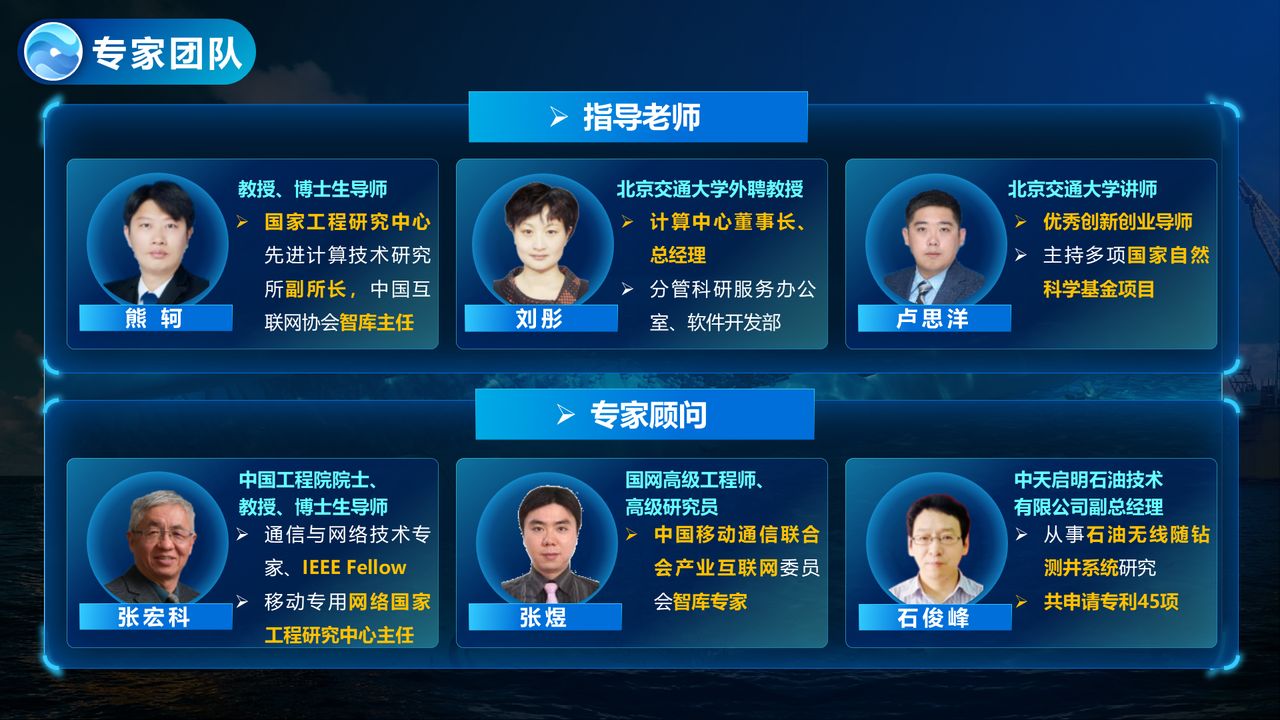 专家团队
➢ 指导老师
教授、博士生导师
➢ 国家工程研究中心
先进计算技术研究
所副所长，中国互
联网协会智库主任
熊 轲
北京交通大学外聘教授
➢ 计算中心董事长、
总经理
➢ 分管科研服务办公
室、软件开发部
刘彤
北京交通大学讲师
➢ 优秀创新创业导师
➢ 主持多项国家自然
科学基金项目
卢思洋
➢ 专家顾问
中国工程院院士、
教授、博士生导师
➢ 通信与网络技术专
家、IEEE Fellow
➢ 移动专用网络国家
工程研究中心主任
张宏科
国网高级工程师、
高级研究员
➢ 中国移动通信联合
会产业互联网委员
会智库专家
张煜
中天启明石油技术
有限公司副总经理
➢ 从事石油无线随钻
测井系统研究
➢ 共申请专利45项
石俊峰